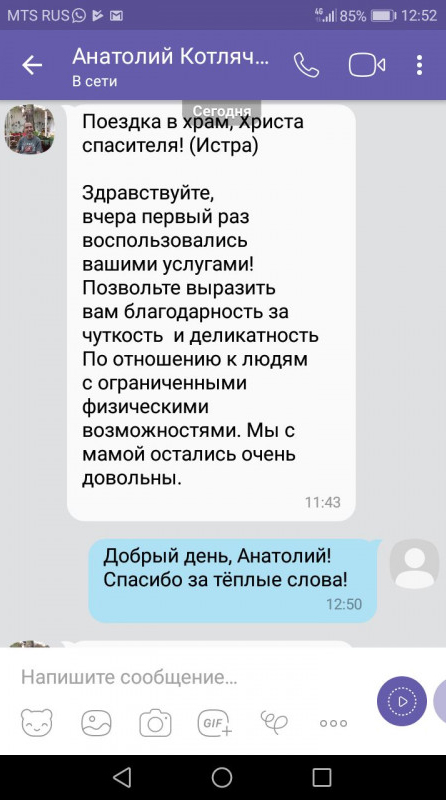 MTS RUS 4G 85% 12:52
Анатолий Котляч...
В сети
Сегодня
Поездка в храм, Христа
спасителя! (Истра)
Здравствуйте,
вчера первый раз
воспользовались
вашими услугами!
Позвольте выразить
вам благодарность за
чуткость и деликатность
По отношению к людям
с ограниченными
физическими
возможностями. Мы с
мамой остались очень
довольны.
11:43
Добрый день, Анатолий!
Спасибо за тёплые слова!
12:50
Напишите сообщение...
GIF